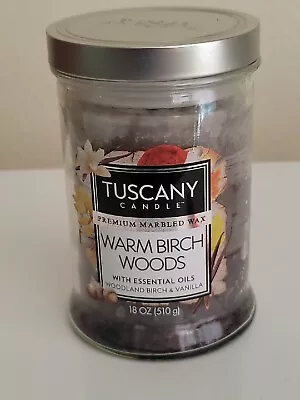 TUSCANY
CANDLE
PREMIUM MARBLED WAX
WARM BIRCH
WOODS
WITH ESSENTIAL OILS
WOODLAND BIRCH & VANILLA
18 OZ (510 g)